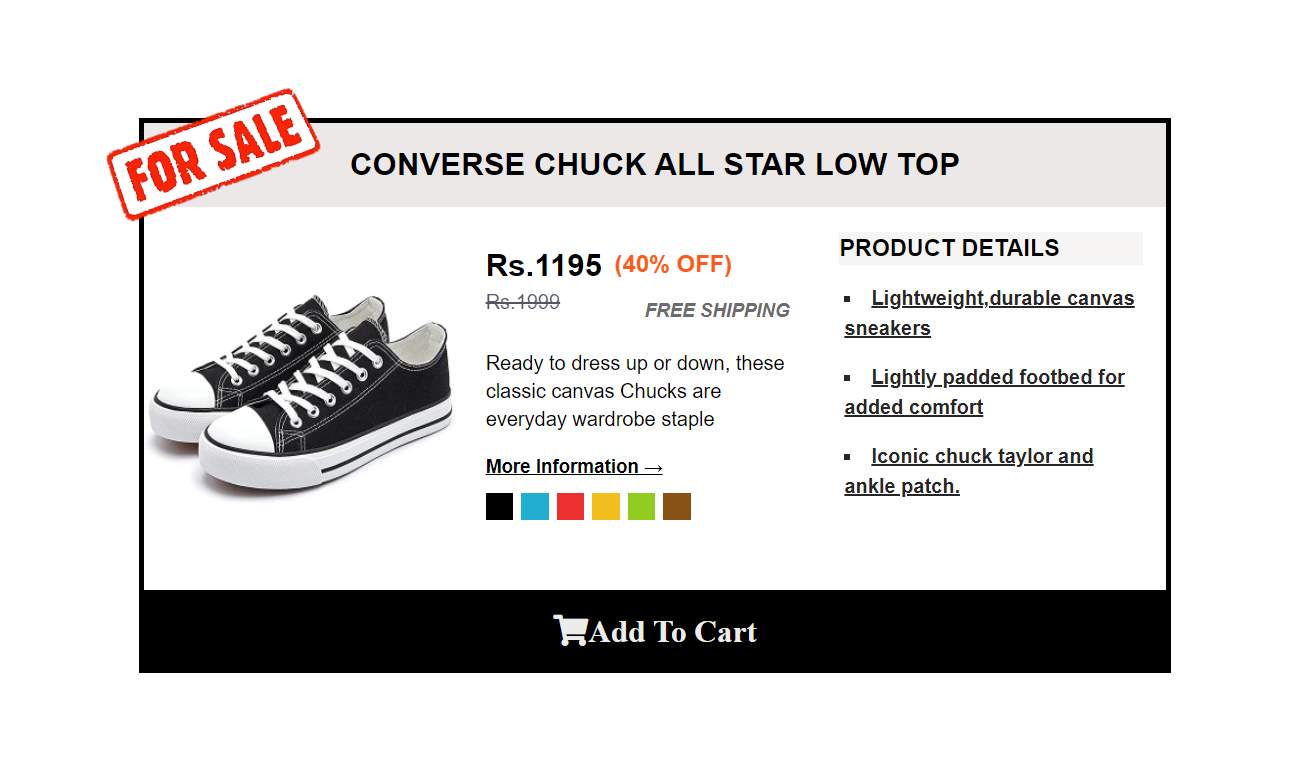 FOR SALE
CONVERSE CHUCK ALL STAR LOW TOP
Rs.1195 (40% OFF)
Rs.1999
FREE SHIPPING
Ready to dress up or down, these
classic canvas Chucks are
everyday wardrobe staple
More Information →
PRODUCT DETAILS
▪ Lightweight,durable canvas
sneakers
▪ Lightly padded footbed for
added comfort
▪ Iconic chuck taylor and
ankle patch.
Add To Cart